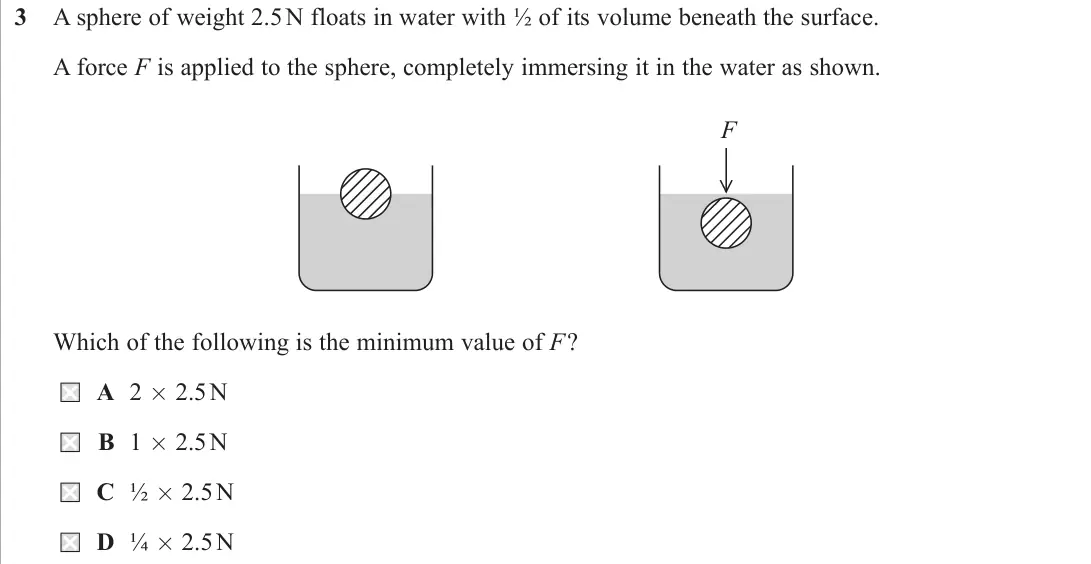 3 A sphere of weight 2.5 N floats in water with ½ of its volume beneath the surface.
A force F is applied to the sphere, completely immersing it in the water as shown.
F
Which of the following is the minimum value of F?
A 2 × 2.5 N
B 1 × 2.5 N
C ½ × 2.5 N
D ¼ × 2.5 N